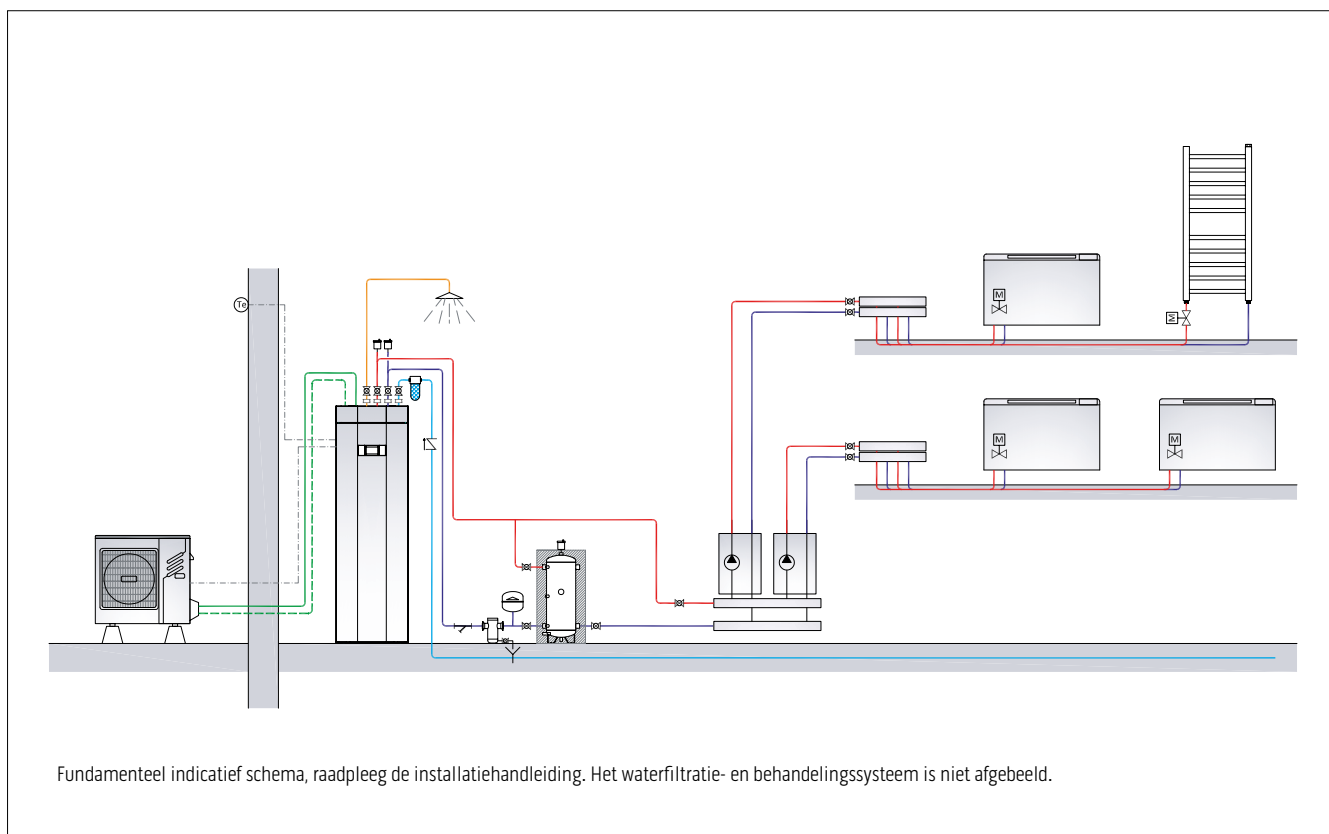 Te
M
M
M
M
Fundamenteel indicatief schema, raadpleeg de installatiehandleiding. Het waterfiltratie- en behandelingssysteem is niet afgebeeld.